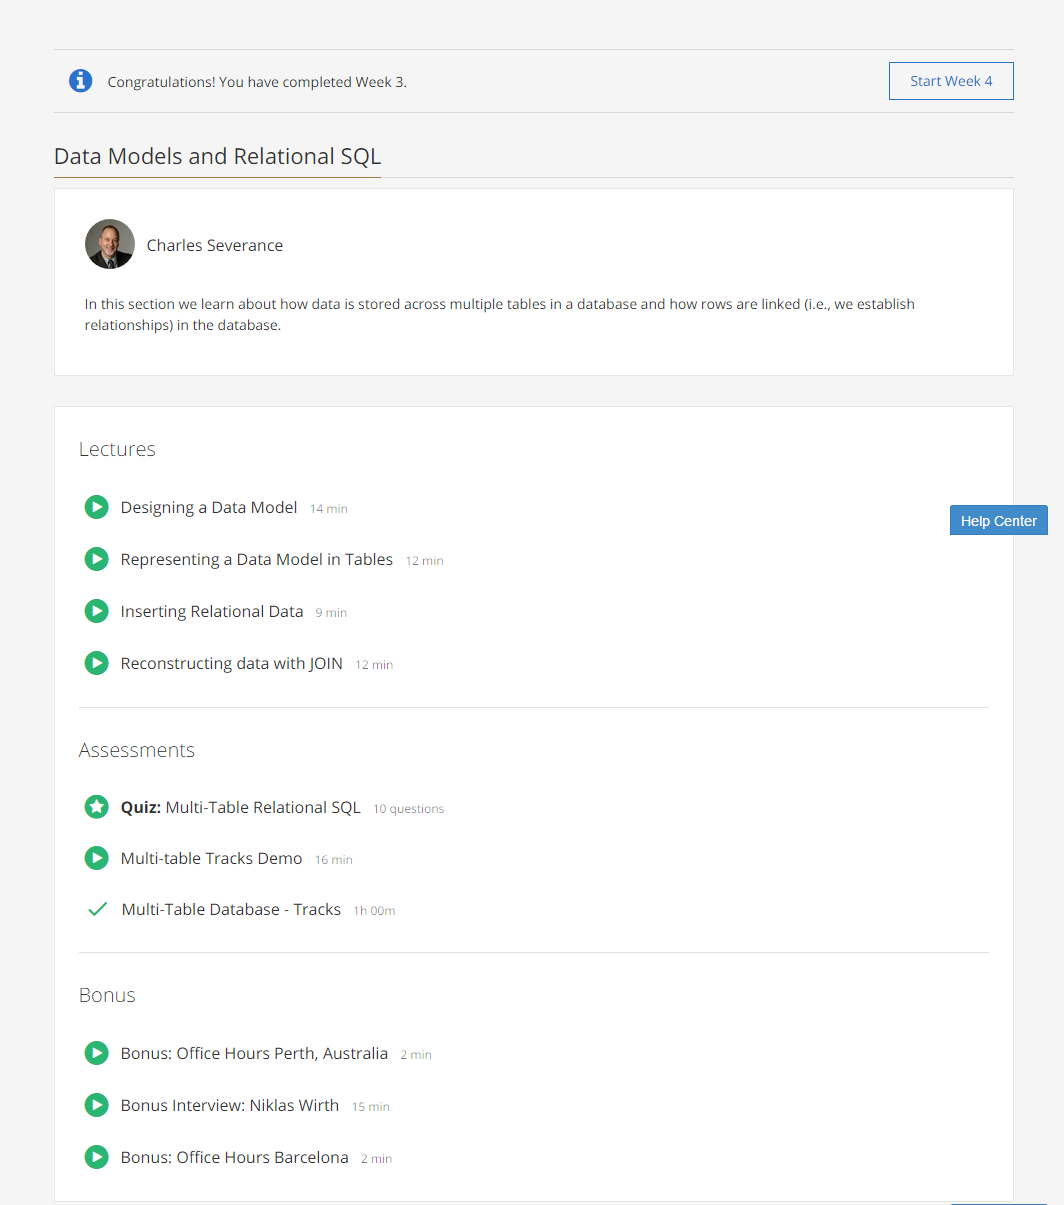 Congratulations! You have completed Week 3.
Start Week 4
Data Models and Relational SQL
Charles Severance
In this section we learn about how data is stored across multiple tables in a database and how rows are linked (i.e., we establish
relationships) in the database.
Lectures
Designing a Data Model 14 min
Help Center
Representing a Data Model in Tables 12 min
Inserting Relational Data 9 min
Reconstructing data with JOIN 12 min
Assessments
Quiz: Multi-Table Relational SQL 10 questions
Multi-table Tracks Demo 16 min
Multi-Table Database - Tracks 1h 00m
Bonus
Bonus: Office Hours Perth, Australia 2 min
Bonus Interview: Niklas Wirth 15 min
Bonus: Office Hours Barcelona 2 min